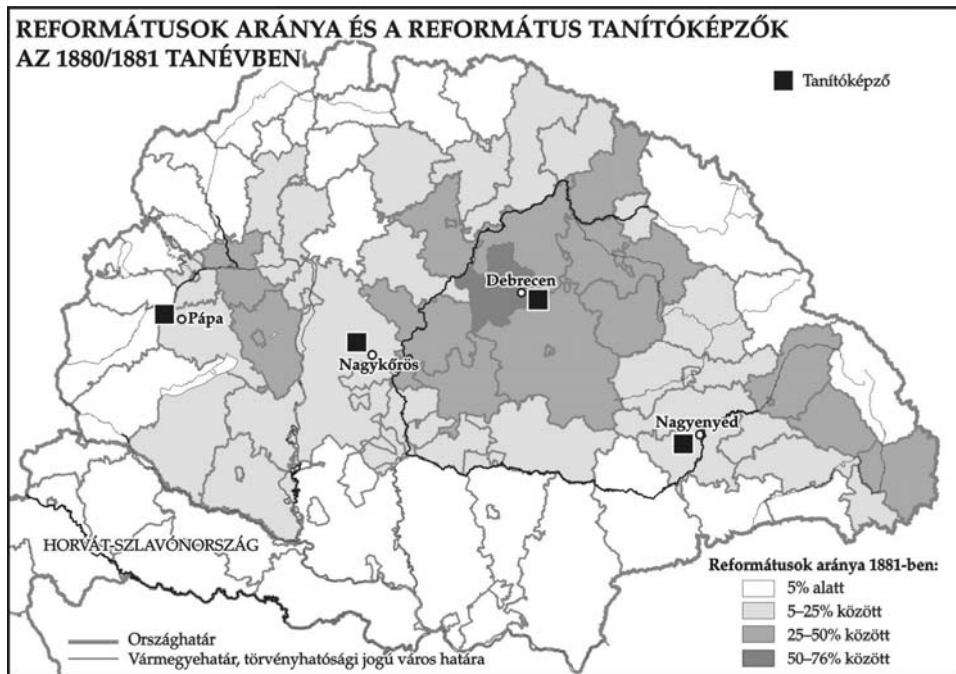 REFORMÁTUSOK ARÁNYA ÉS A REFORMÁTUS TANÍTÓKÉPZŐK
AZ 1880/1881 TANÉVBEN
Tanítóképző
Debrecen
Pápa
Nagykőrös
Nagyenyed
HORVÁT-SZLAVÓNORSZÁG
Reformátusok aránya 1881-ben:
5% alatt
5–25% között
25–50% között
50–76% között
Országhatár
Vármegyehatár, törvényhatósági jogú város határa